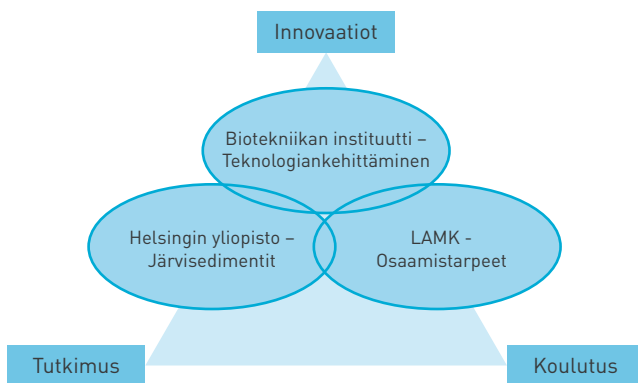 Innovaatiot
Biotekniikan instituutti –
Teknologiankehittäminen
Helsingin yliopisto –
Järvisedimentit
LAMK -
Osaamistarpeet
Tutkimus
Koulutus